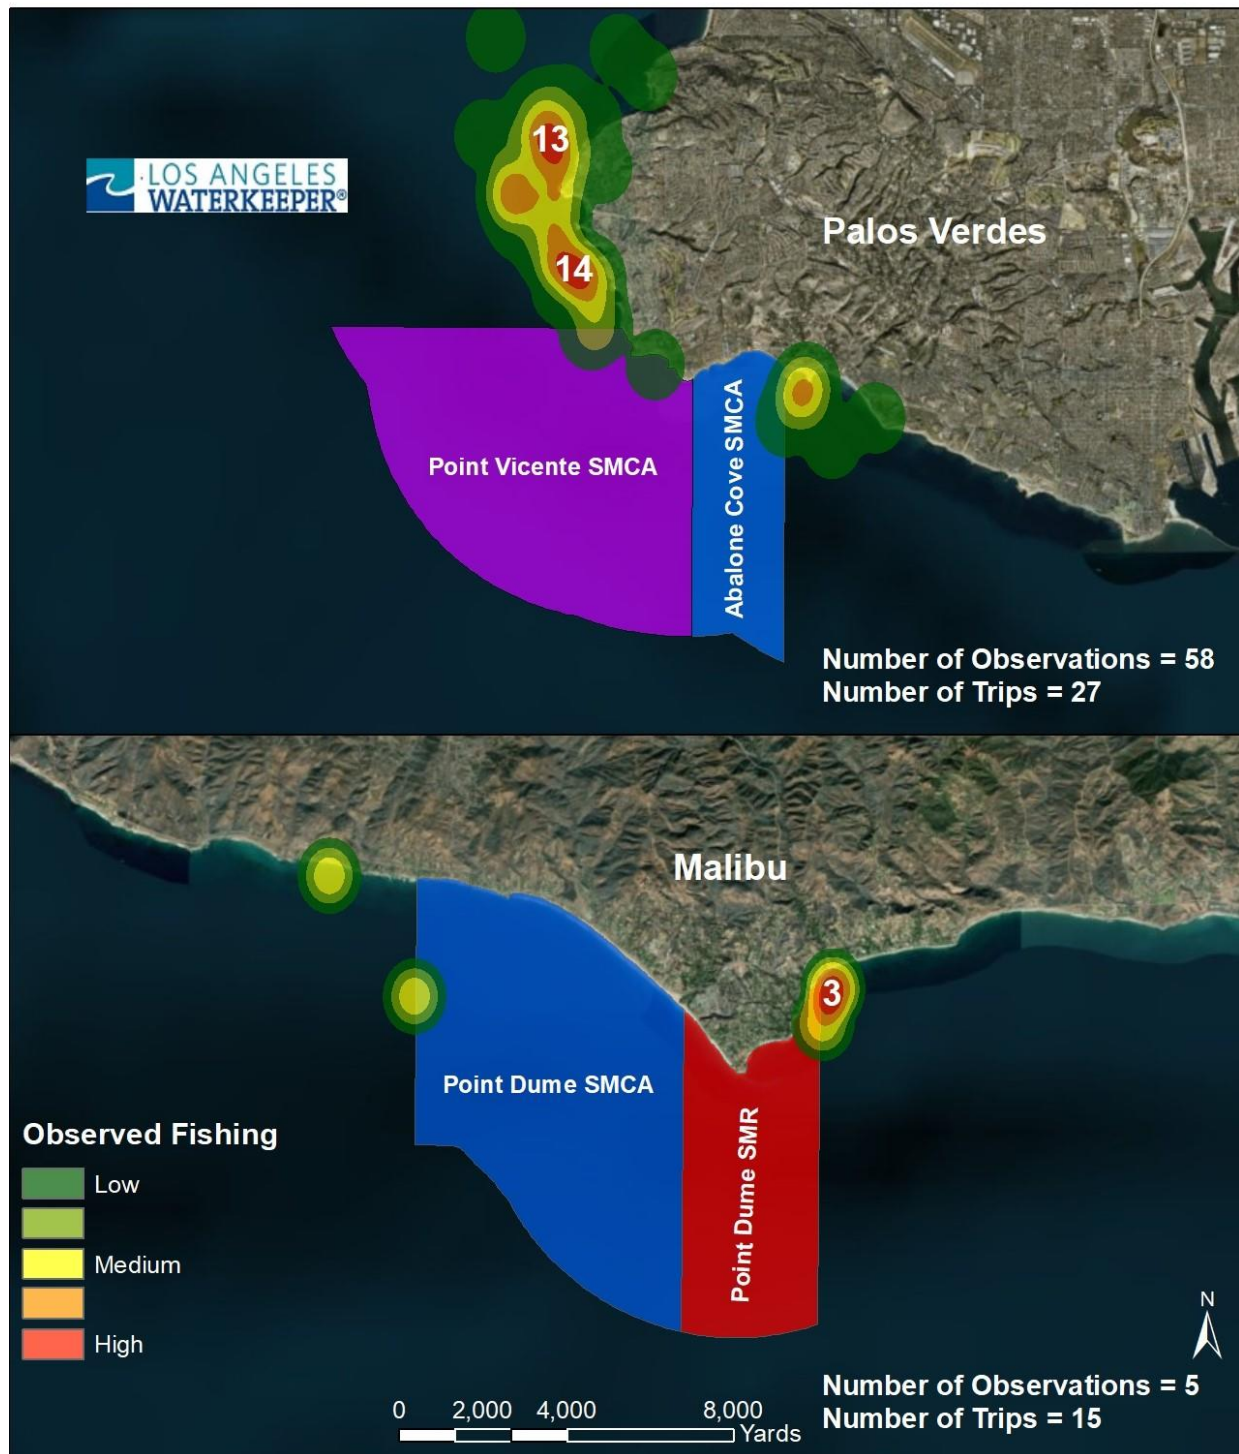 13
·LOS ANGELES
WATERKEEPER®
Palos Verdes
14
Point Vicente SMCA
Abalone Cove SMCA
Number of Observations = 58
Number of Trips = 27
Malibu
3
Point Dume SMCA
Point Dume SMR
Observed Fishing
Low
Medium
High
N
Number of Observations = 5
Number of Trips = 15
0 2,000 4,000 8,000
Yards